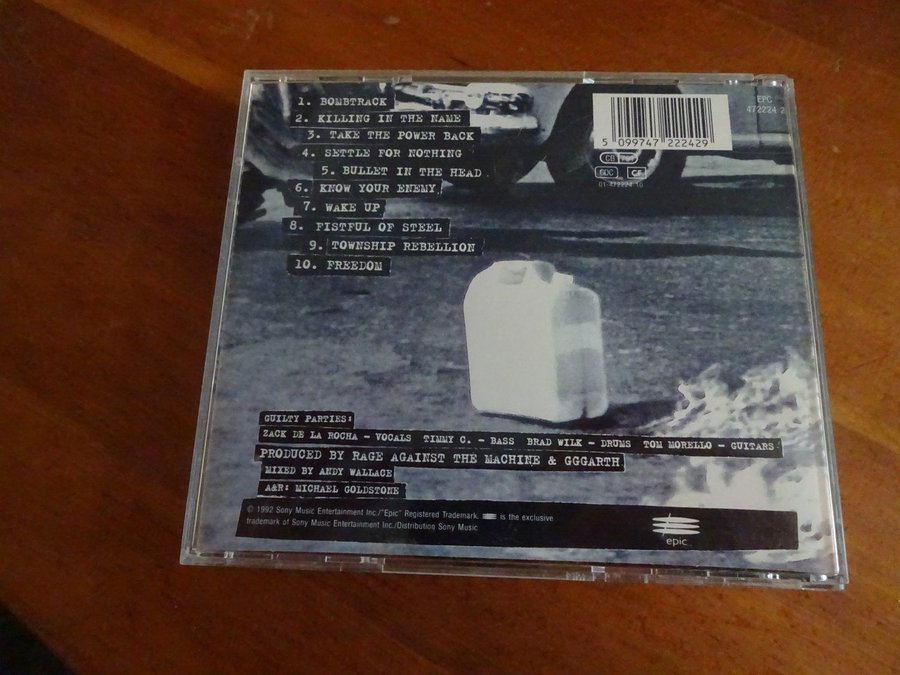 1. BOMBTRACK
2. KILLING IN THE NAME
3. TAKE THE POWER BACK
4. SETTLE FOR NOTHING
5. BULLET IN THE HEAD
6. KNOW YOUR ENEMY
7. WAKE UP
8. FISTFUL OF STEEL
9. TOWNSHIP REBELLION
10. FREEDOM
EPC
472224 2
5 099747 222429
CB
01-472224-10
GUILTY PARTIES:
ZACK DE LA ROCHA - VOCALS TIMMY C. - BASS BRAD WILK - DRUMS TOM MORELLO - GUITARS
PRODUCED BY RAGE AGAINST THE MACHINE & GGGARTH
MIXED BY ANDY WALLACE
A&R: MICHAEL GOLDSTONE
© 1992 Sony Music Entertainment Inc./"Epic" Registered Trademark. is the exclusive
trademark of Sony Music Entertainment Inc./Distribution Sony Music
epic